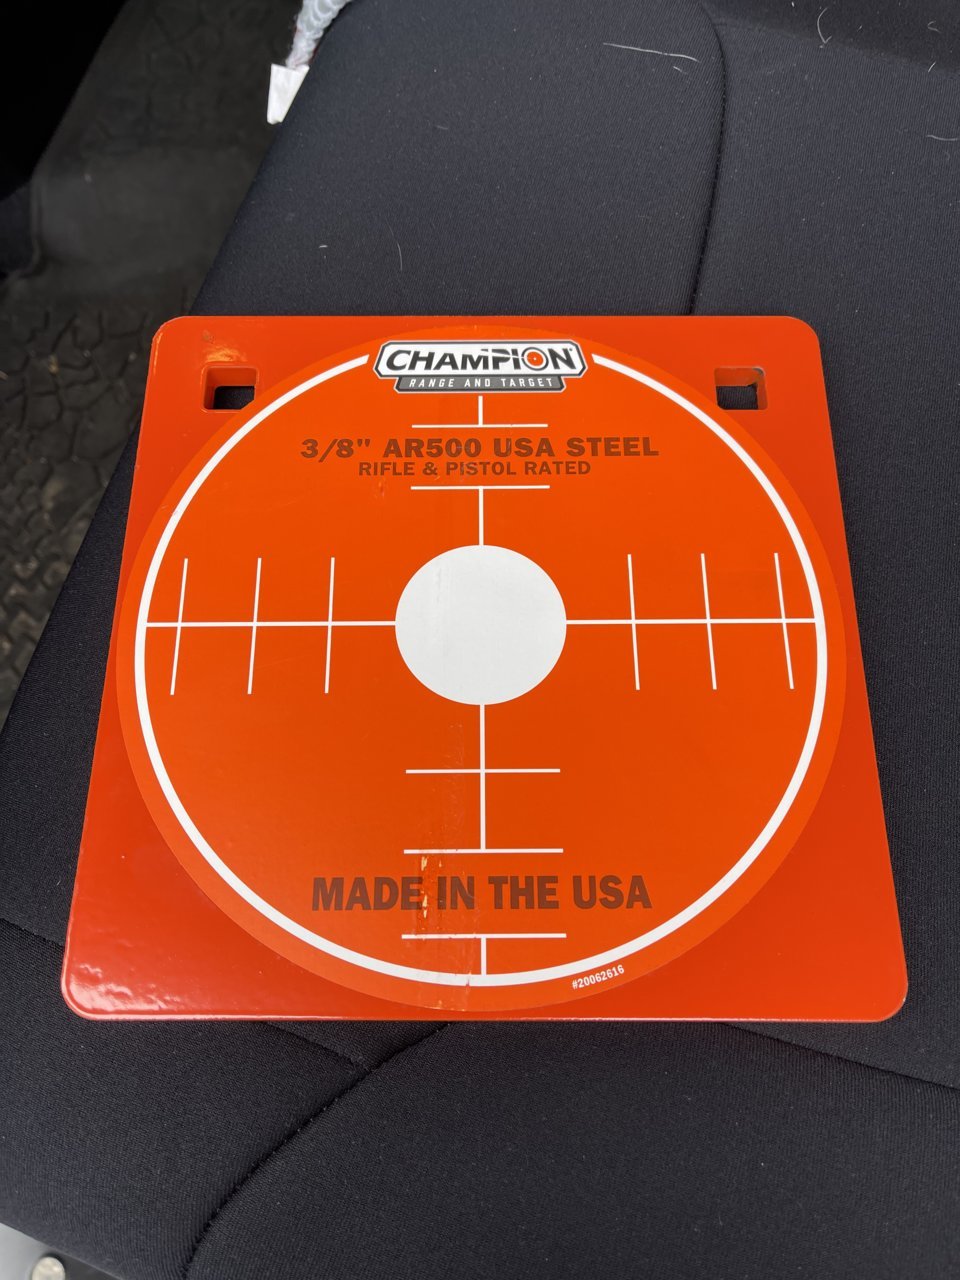 CHAMPION
RANGE AND TARGET
3/8" AR500 USA STEEL
RIFLE & PISTOL RATED
MADE IN THE USA
#20062616